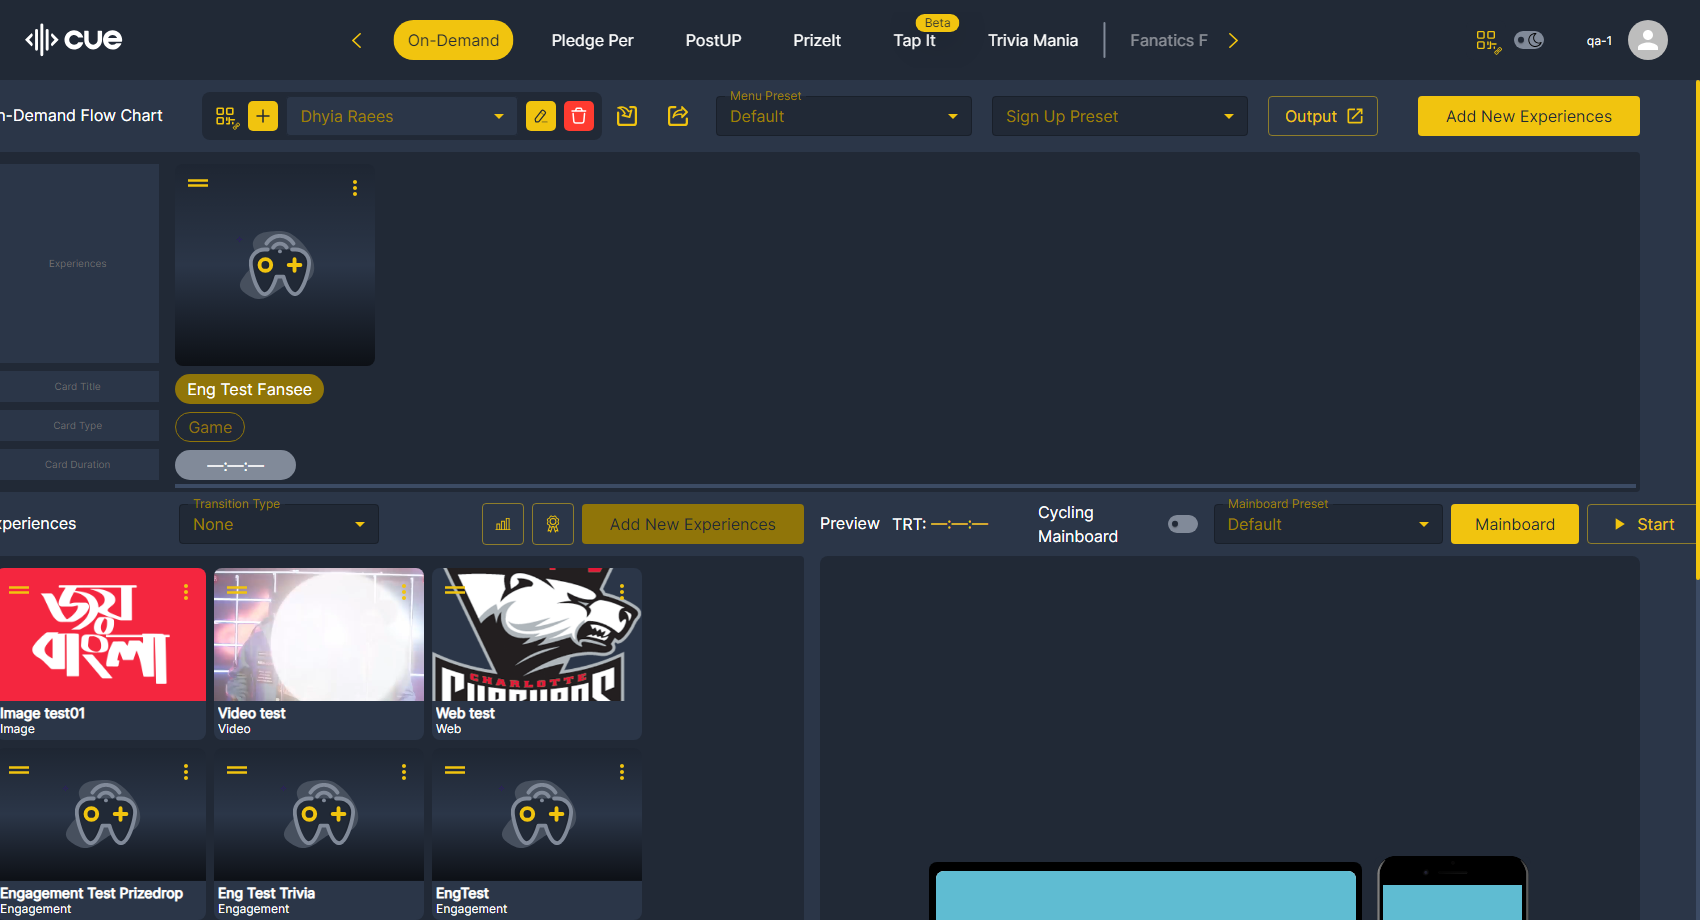 cue
On-Demand
Pledge Per
PostUP
PrizeIt
Beta
Tap It
Trivia Mania
Fanatics F
qa-1
n-Demand Flow Chart
Dhyia Raees
Menu Preset
Default
Sign Up Preset
Output
Add New Experiences
Experiences
Card Title
Card Type
Card Duration
Eng Test Fansee
Game
—:—:—
xperiences
Transition Type
None
Add New Experiences
Preview
TRT: —:—:—
Cycling
Mainboard
Mainboard Preset
Default
Mainboard
Start
জয়
বাংলা
Image test01
Image
Video test
Video
CHARLOTTE
Web test
Web
Engagement Test Prizedrop
Engagement
Eng Test Trivia
Engagement
EngTest
Engagement